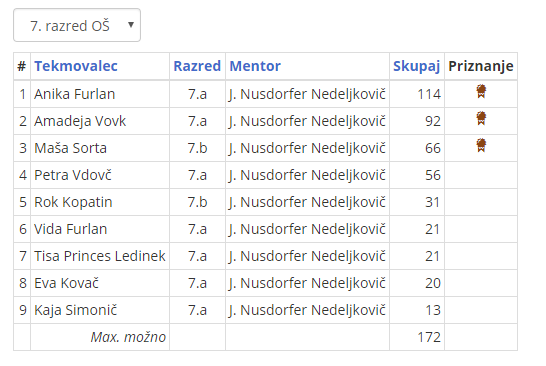 7. razred OŠ
# Tekmovalec Razred Mentor Skupaj Priznanje
1 Anika Furlan 7.a J. Nusdorfer Nedeljkovič 114
2 Amadeja Vovk 7.a J. Nusdorfer Nedeljkovič 92
3 Maša Sorta 7.b J. Nusdorfer Nedeljkovič 66
4 Petra Vdovč 7.a J. Nusdorfer Nedeljkovič 56
5 Rok Kopatin 7.b J. Nusdorfer Nedeljkovič 31
6 Vida Furlan 7.a J. Nusdorfer Nedeljkovič 21
7 Tisa Princes Ledinek 7.a J. Nusdorfer Nedeljkovič 21
8 Eva Kovač 7.a J. Nusdorfer Nedeljkovič 20
9 Kaja Simonič 7.a J. Nusdorfer Nedeljkovič 13
Max. možno 172